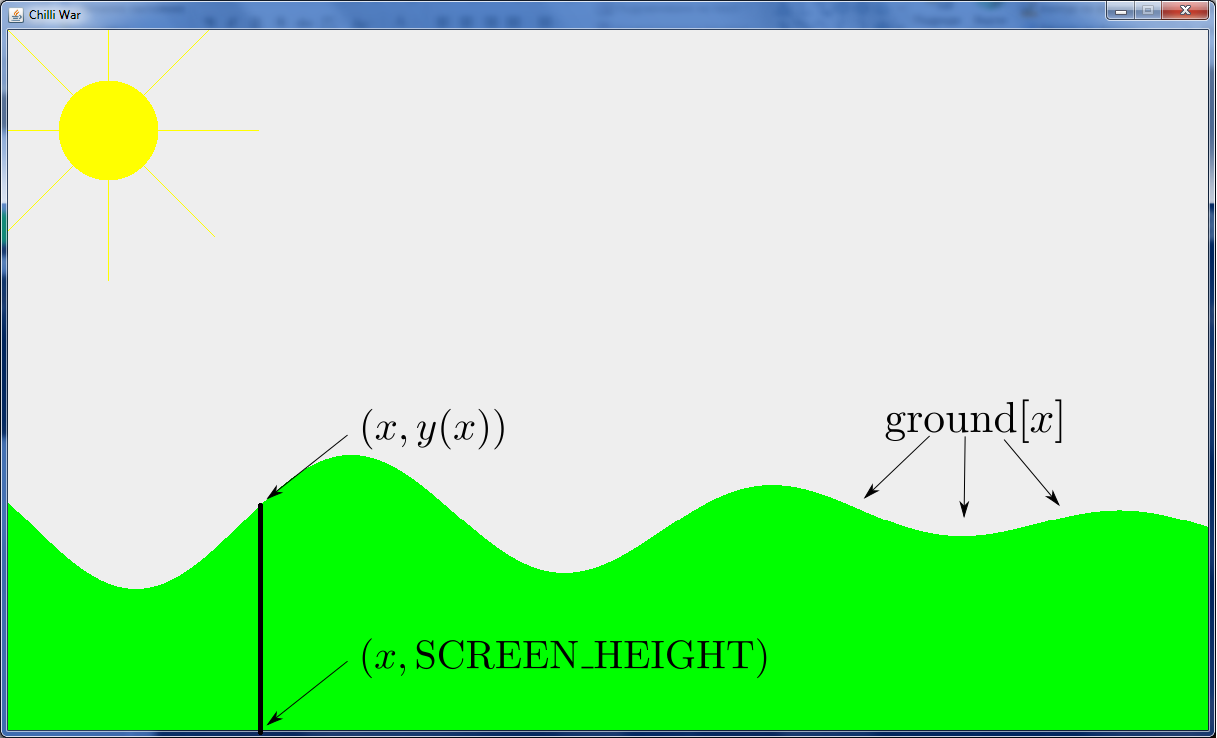 Chilli War
(x, y(x))
ground[x]
(x, SCREEN_HEIGHT)